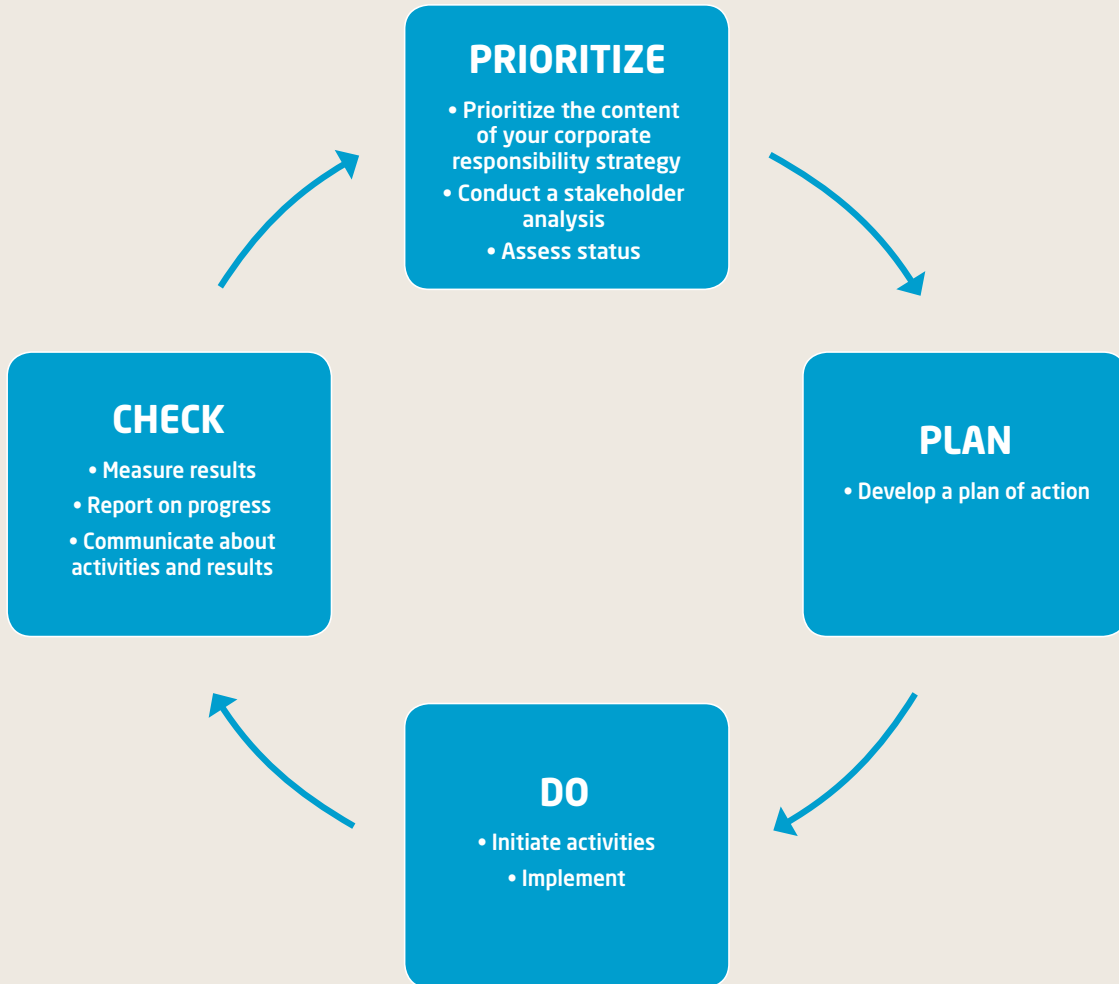 PRIORITIZE
• Prioritize the content
of your corporate
responsibility strategy
• Conduct a stakeholder
analysis
• Assess status
CHECK
• Measure results
• Report on progress
• Communicate about
activities and results
PLAN
• Develop a plan of action
DO
• Initiate activities
• Implement